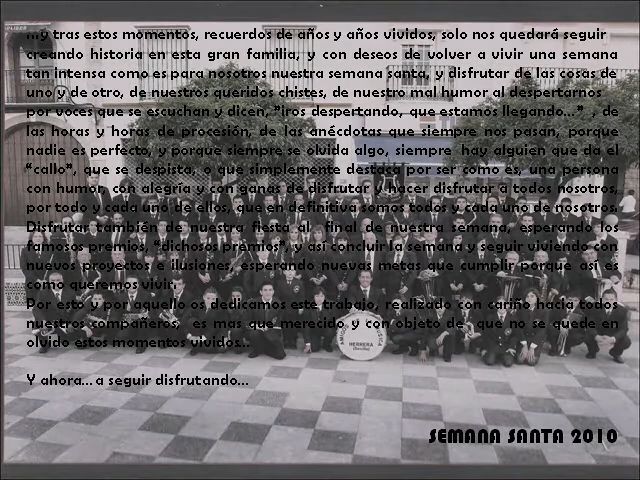 ...y tras estos momentos, recuerdos de años y años vividos, solo nos quedará seguir
creando historia en esta gran familia, y con deseos de volver a vivir una semana
tan intensa como es para nosotros nuestra semana santa, y disfrutar de las cosas de
uno y de otro, de nuestros queridos chistes, de nuestro mal humor al despertarnos
por voces que se escuchan y dicen, "iros despertando, que estamos llegando..." , de
las horas y horas de procesión, de las anécdotas que siempre nos pasan, porque
nadie es perfecto, y porque siempre se olvida algo, siempre hay alguien que da el
"callo", que se despista, o que simplemente destaca por ser como es, una persona
con humor, con alegría y con ganas de disfrutar y hacer disfrutar a todos nosotros,
por todo y cada uno de ellos, que en definitiva somos todos y cada uno de nosotros.
Disfrutar también de nuestra fiesta al final de nuestra semana, esperando los
famosos premios, "dichosos premios", y así concluir la semana y seguir viviendo con
nuevos proyectos e ilusiones, esperando nuevas metas que cumplir porque así es
como queremos vivir.
Por esto y por aquello os dedicamos este trabajo, realizado con cariño hacia todos
nuestros compañeros, es mas que merecido y con objeto de que no se quede en
olvido estos momentos vividos...
HERRERA
(Sevilla)
Y ahora... a seguir disfrutando...
SEMANA SANTA 2010